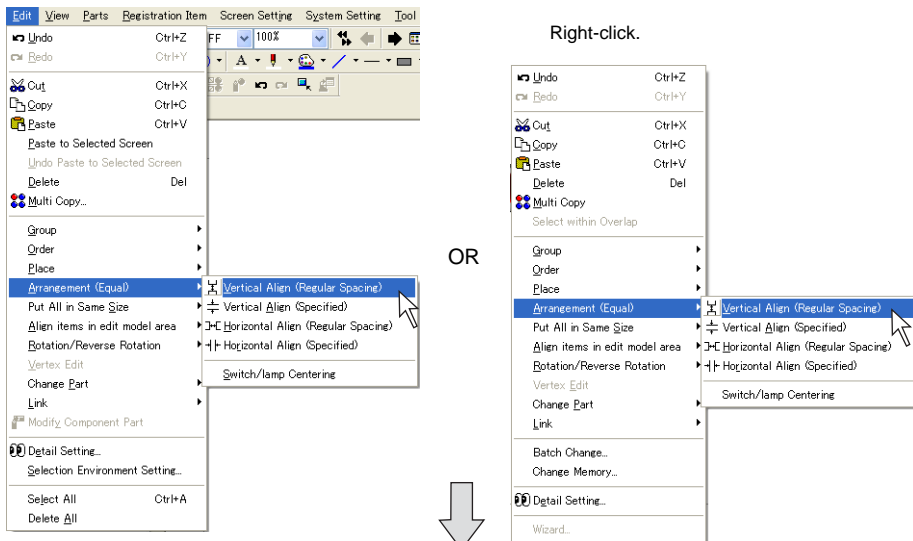 Edit View Parts Registration Item Screen Setting System Setting Tool
Undo Ctrl+Z
Redo Ctrl+Y
Cut Ctrl+X
Copy Ctrl+C
Paste Ctrl+V
Paste to Selected Screen
Undo Paste to Selected Screen
Delete Del
Multi Copy...
Group
Order
Place
Arrangement (Equal)
Put All in Same Size
Align items in edit model area
Rotation/Reverse Rotation
Vertex Edit
Change Part
Link
Modify Component Part
Detail Setting...
Selection Environment Setting...
Select All Ctrl+A
Delete All
FF 100%
A
Vertical Align (Regular Spacing)
Vertical Align (Specified)
Horizontal Align (Regular Spacing)
Horizontal Align (Specified)
Switch/lamp Centering
OR
Right-click.
Undo Ctrl+Z
Redo Ctrl+Y
Cut Ctrl+X
Copy Ctrl+C
Paste Ctrl+V
Delete Del
Multi Copy
Select within Overlap
Group
Order
Place
Arrangement (Equal)
Put All in Same Size
Align items in edit model area
Rotation/Reverse Rotation
Vertex Edit
Change Part
Link
Batch Change...
Change Memory...
Detail Setting...
Wizard...
Vertical Align (Regular Spacing)
Vertical Align (Specified)
Horizontal Align (Regular Spacing)
Horizontal Align (Specified)
Switch/lamp Centering